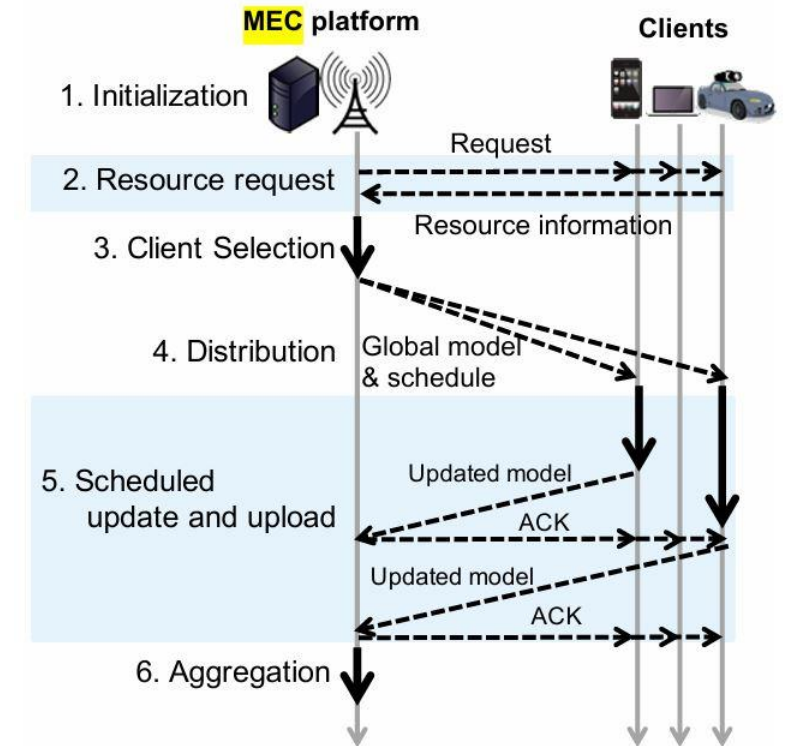 MEC platform
Clients
1. Initialization
Request
2. Resource request
Resource information
3. Client Selection
4. Distribution
Global model
& schedule
5. Scheduled
update and upload
Updated model
ACK
Updated model
ACK
6. Aggregation